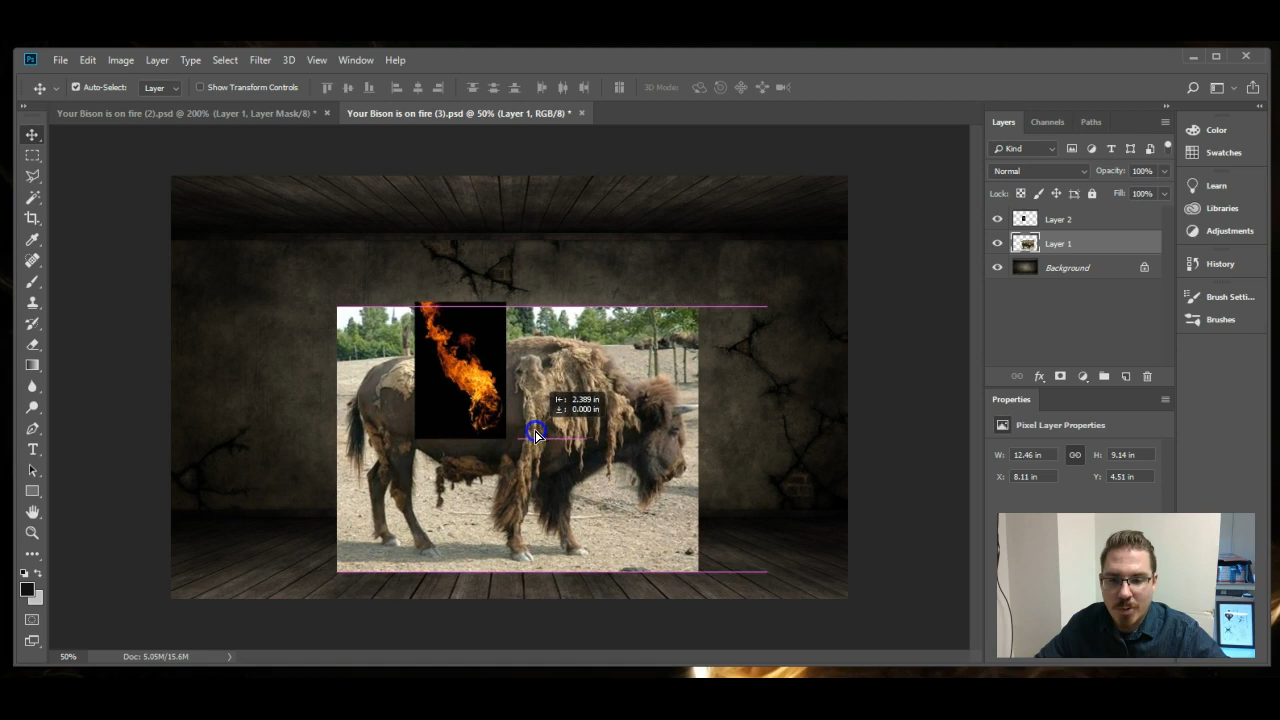 Ps File Edit Image Layer Type Select Filter 3D View Window Help
Auto-Select: Layer Show Transform Controls 3D Mode:
Your Bison is on fire (2).psd @ 200% (Layer 1, Layer Mask/8) * × Your Bison is on fire (3).psd @ 50% (Layer 1, RGB/8) * ×
Layers Channels Paths
Kind
Normal Opacity: 100%
Lock: Fill: 100%
Layer 2
Layer 1
Background
fx
Properties
Pixel Layer Properties
W: 12.46 in H: 9.14 in
X: 8.11 in Y: 4.51 in
Color
Swatches
Learn
Libraries
Adjustments
History
Brush Setti...
Brushes
2.389 in
0.000 in
50% Doc: 5.05M/15.6M